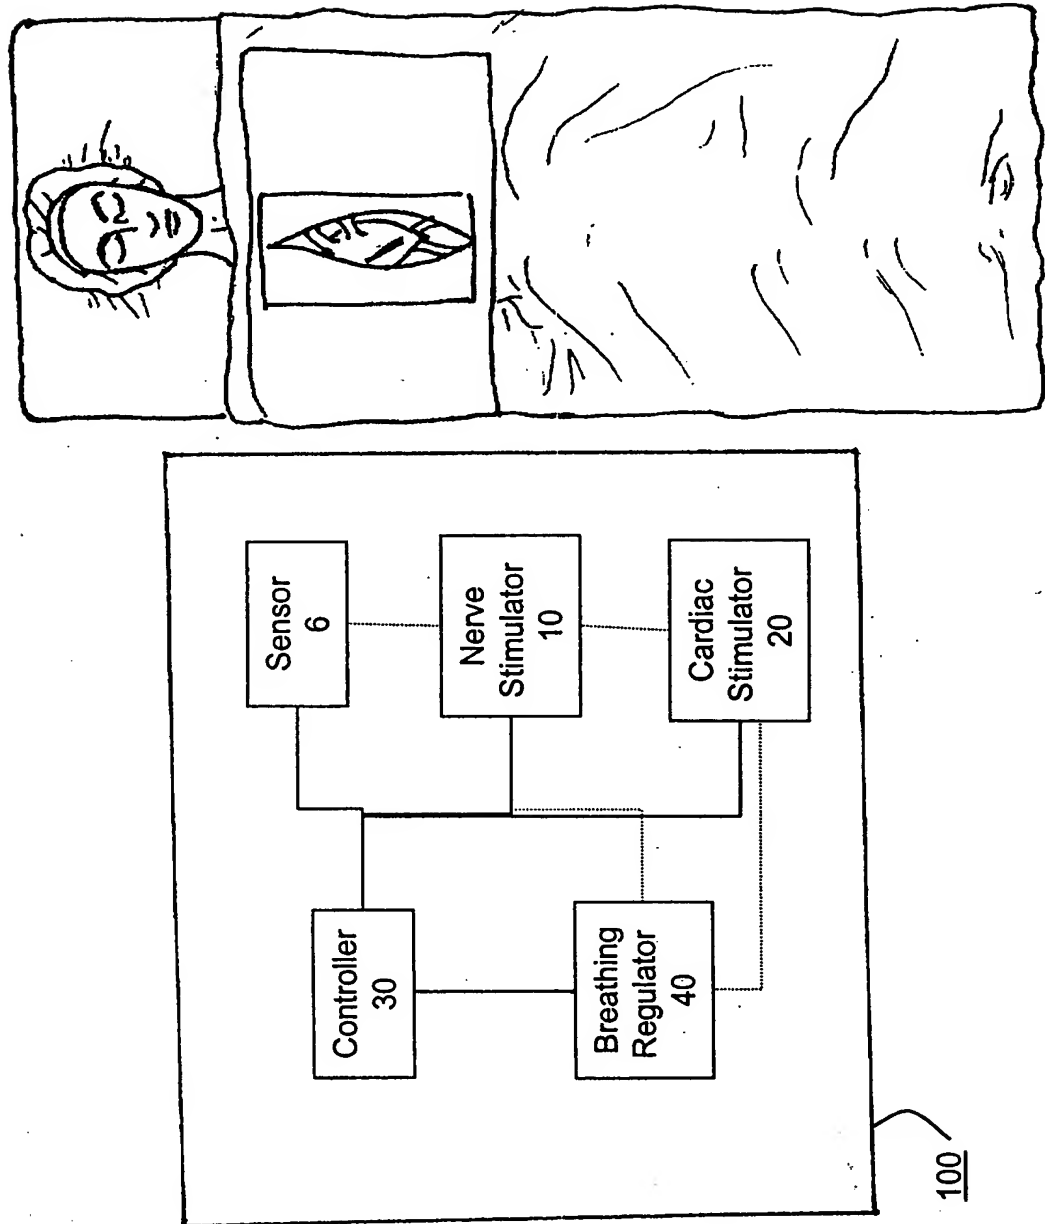 Sensor
6
Nerve
Stimulator
10
Cardiac
Stimulator
20
Controller
30
Breathing
Regulator
40
100